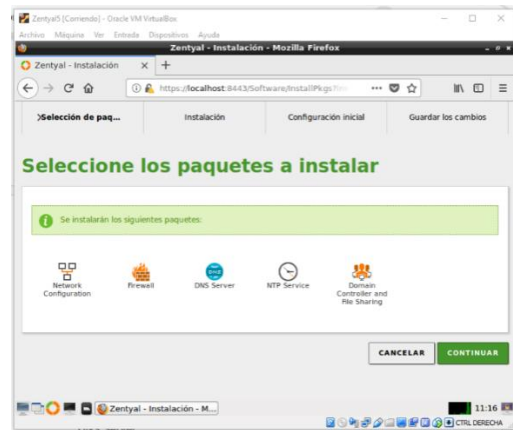 Zentyal5 [Corriendo] - Oracle VM VirtualBox
Archivo Máquina Ver Entrada Dispositivos Ayuda
Zentyal - Instalación - Mozilla Firefox
Zentyal - Instalación
https://localhost:8443/Software/InstallPkgs
Selección de paq...
Instalación
Configuración inicial
Guardar los cambios
Seleccione los paquetes a instalar
Se instalarán los siguientes paquetes:
Network
Configuration
Firewall
DNS Server
NTP Service
Domain
Controller and
File Sharing
CANCELAR
CONTINUAR
Zentyal - Instalación - M...
11:16
CTRL DERECHA